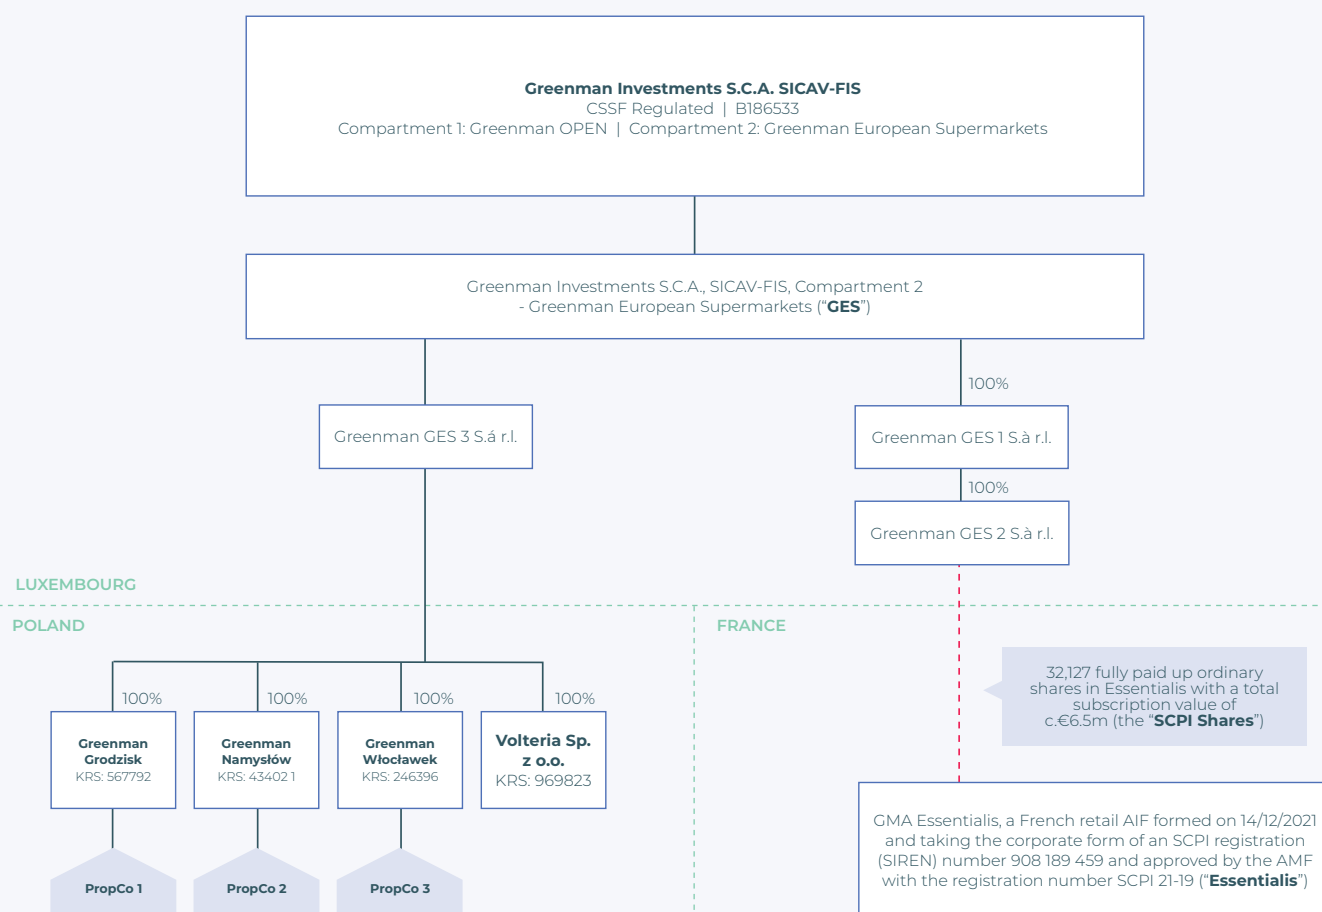 Greenman Investments S.C.A. SICAV-FIS
CSSF Regulated | B186533
Compartment 1: Greenman OPEN | Compartment 2: Greenman European Supermarkets
Greenman Investments S.C.A., SICAV-FIS, Compartment 2
- Greenman European Supermarkets (“GES”)
100%
Greenman GES 3 S.á r.l.
Greenman GES 1 S.à r.l.
100%
Greenman GES 2 S.à r.l.
LUXEMBOURG
POLAND
FRANCE
32,127 fully paid up ordinary
shares in Essentialis with a total
subscription value of
c.€6.5m (the “SCPI Shares”)
100%
100%
100%
100%
Greenman
Grodzisk
KRS: 567792
Greenman
Namysłów
KRS: 43402 1
Greenman
Włocławek
KRS: 246396
Volteria Sp.
z o.o.
KRS: 969823
GMA Essentialis, a French retail AIF formed on 14/12/2021
and taking the corporate form of an SCPI registration
(SIREN) number 908 189 459 and approved by the AMF
with the registration number SCPI 21-19 (“Essentialis”)
PropCo 1
PropCo 2
PropCo 3